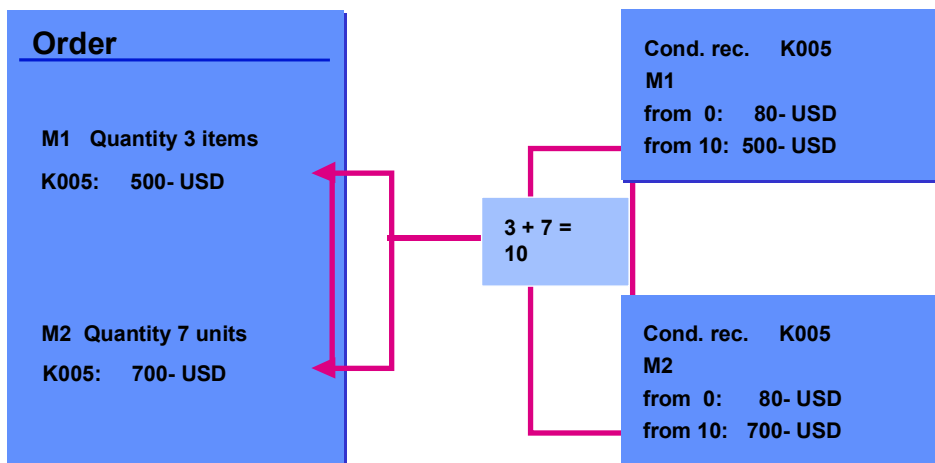 Order
M1 Quantity 3 items
K005: 500- USD
M2 Quantity 7 units
K005: 700- USD
3 + 7 =
10
Cond. rec. K005
M1
from 0: 80- USD
from 10: 500- USD
Cond. rec. K005
M2
from 0: 80- USD
from 10: 700- USD